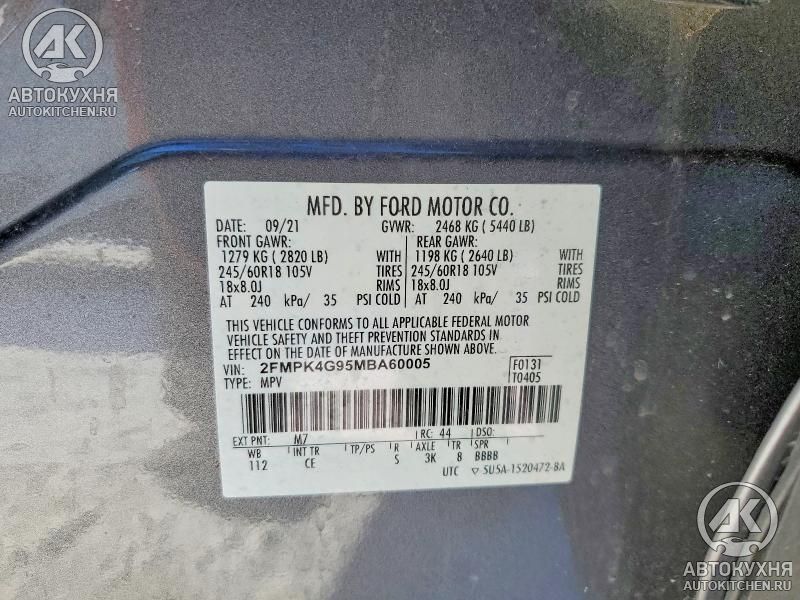 АК
АВТОКУХНЯ
AUTOKITCHEN.RU
MFD. BY FORD MOTOR CO.
DATE: 09/21 GVWR: 2468 KG ( 5440 LB)
FRONT GAWR: REAR GAWR:
1279 KG ( 2820 LB) WITH 1198 KG ( 2640 LB) WITH
245/60R18 105V TIRES 245/60R18 105V TIRES
18x8.0J RIMS 18x8.0J RIMS
AT 240 kPa/ 35 PSI COLD AT 240 kPa/ 35 PSI COLD
THIS VEHICLE CONFORMS TO ALL APPLICABLE FEDERAL MOTOR
VEHICLE SAFETY AND THEFT PREVENTION STANDARDS IN
EFFECT ON THE DATE OF MANUFACTURE SHOWN ABOVE.
VIN: 2FMPK4G95MBA60005 F0131
TYPE: MPV T0405
EXT PNT: M7 RC: 44 DSO:
WB INT TR TP/PS R AXLE TR SPR
112 CE S 3K 8 BBBB
UTC ▽ 5U5A-1520472-BA
АК
АВТОКУХНЯ
AUTOKITCHEN.RU